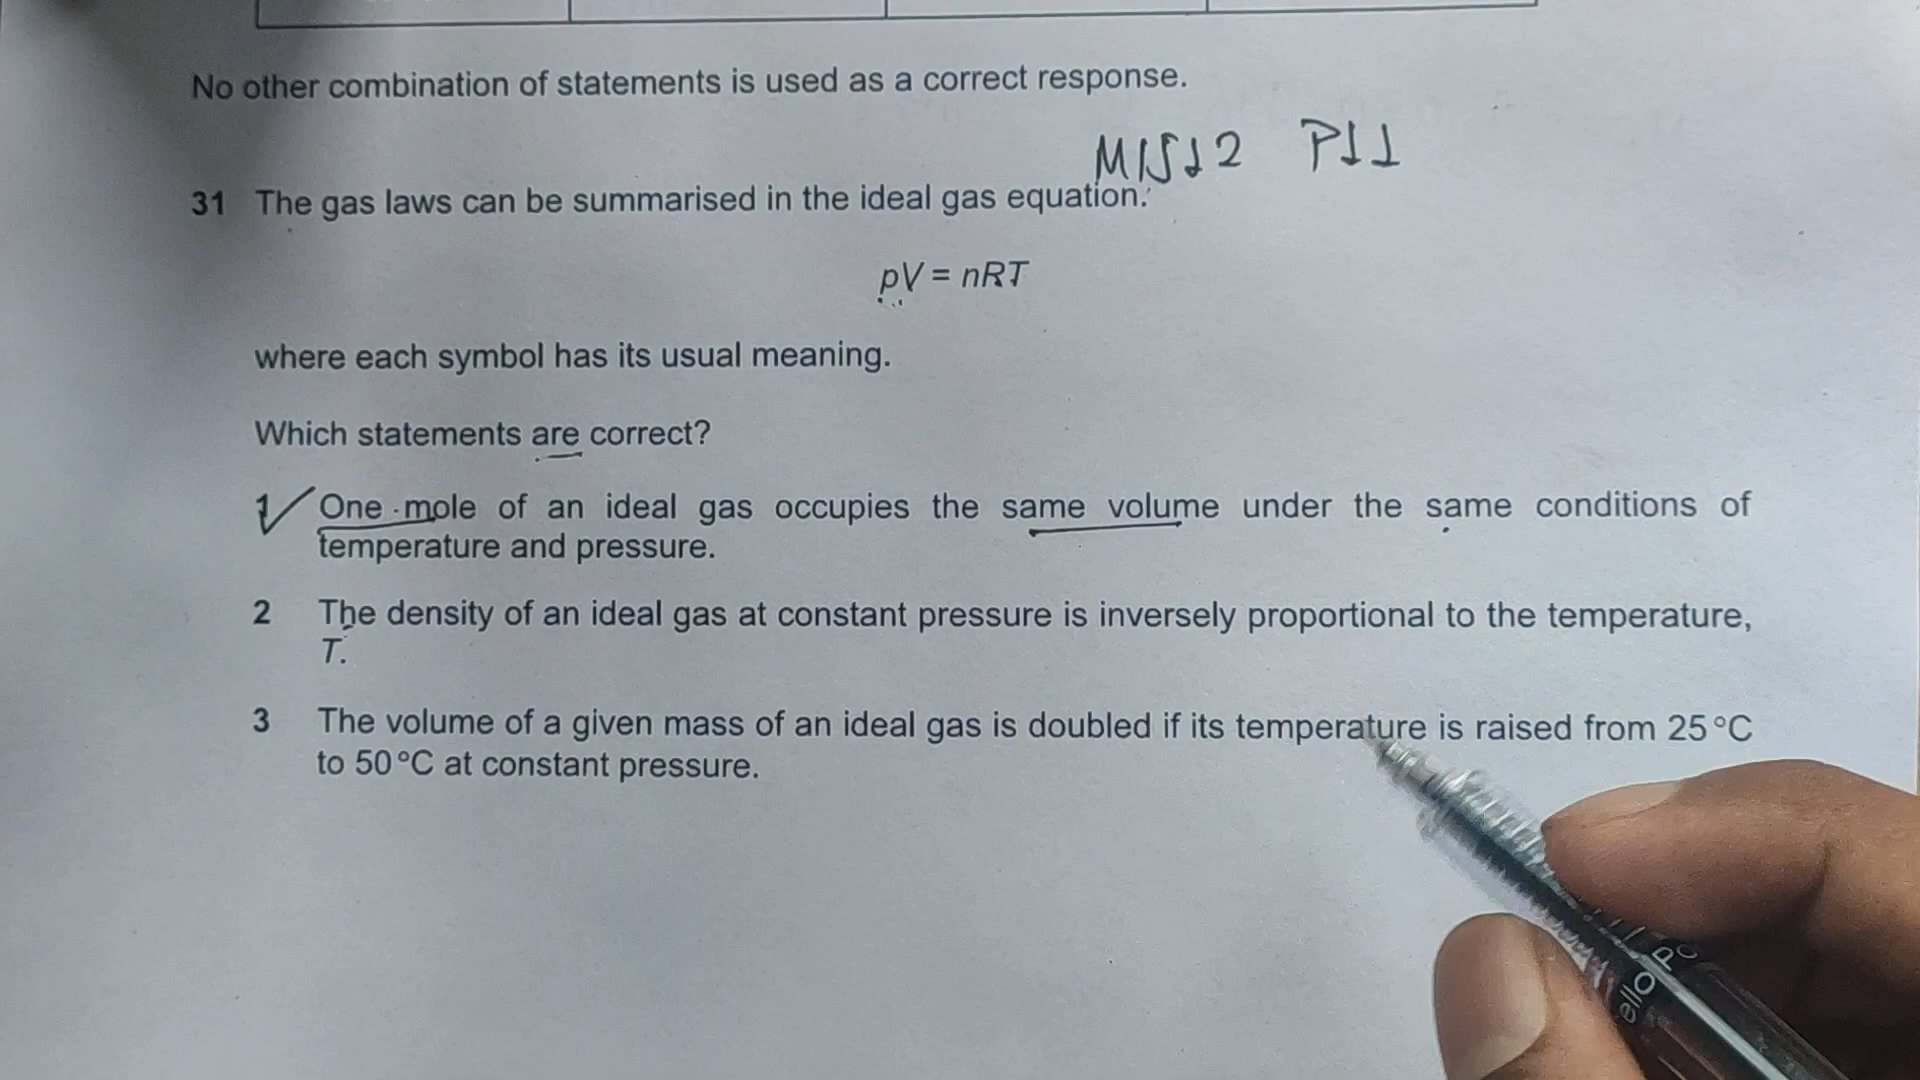 No other combination of statements is used as a correct response.
M/J12 P11
31 The gas laws can be summarised in the ideal gas equation.
pV = nRT
where each symbol has its usual meaning.
Which statements are correct?
1 One mole of an ideal gas occupies the same volume under the same conditions of
temperature and pressure.
2 The density of an ideal gas at constant pressure is inversely proportional to the temperature,
T.
3 The volume of a given mass of an ideal gas is doubled if its temperature is raised from 25 °C
to 50 °C at constant pressure.